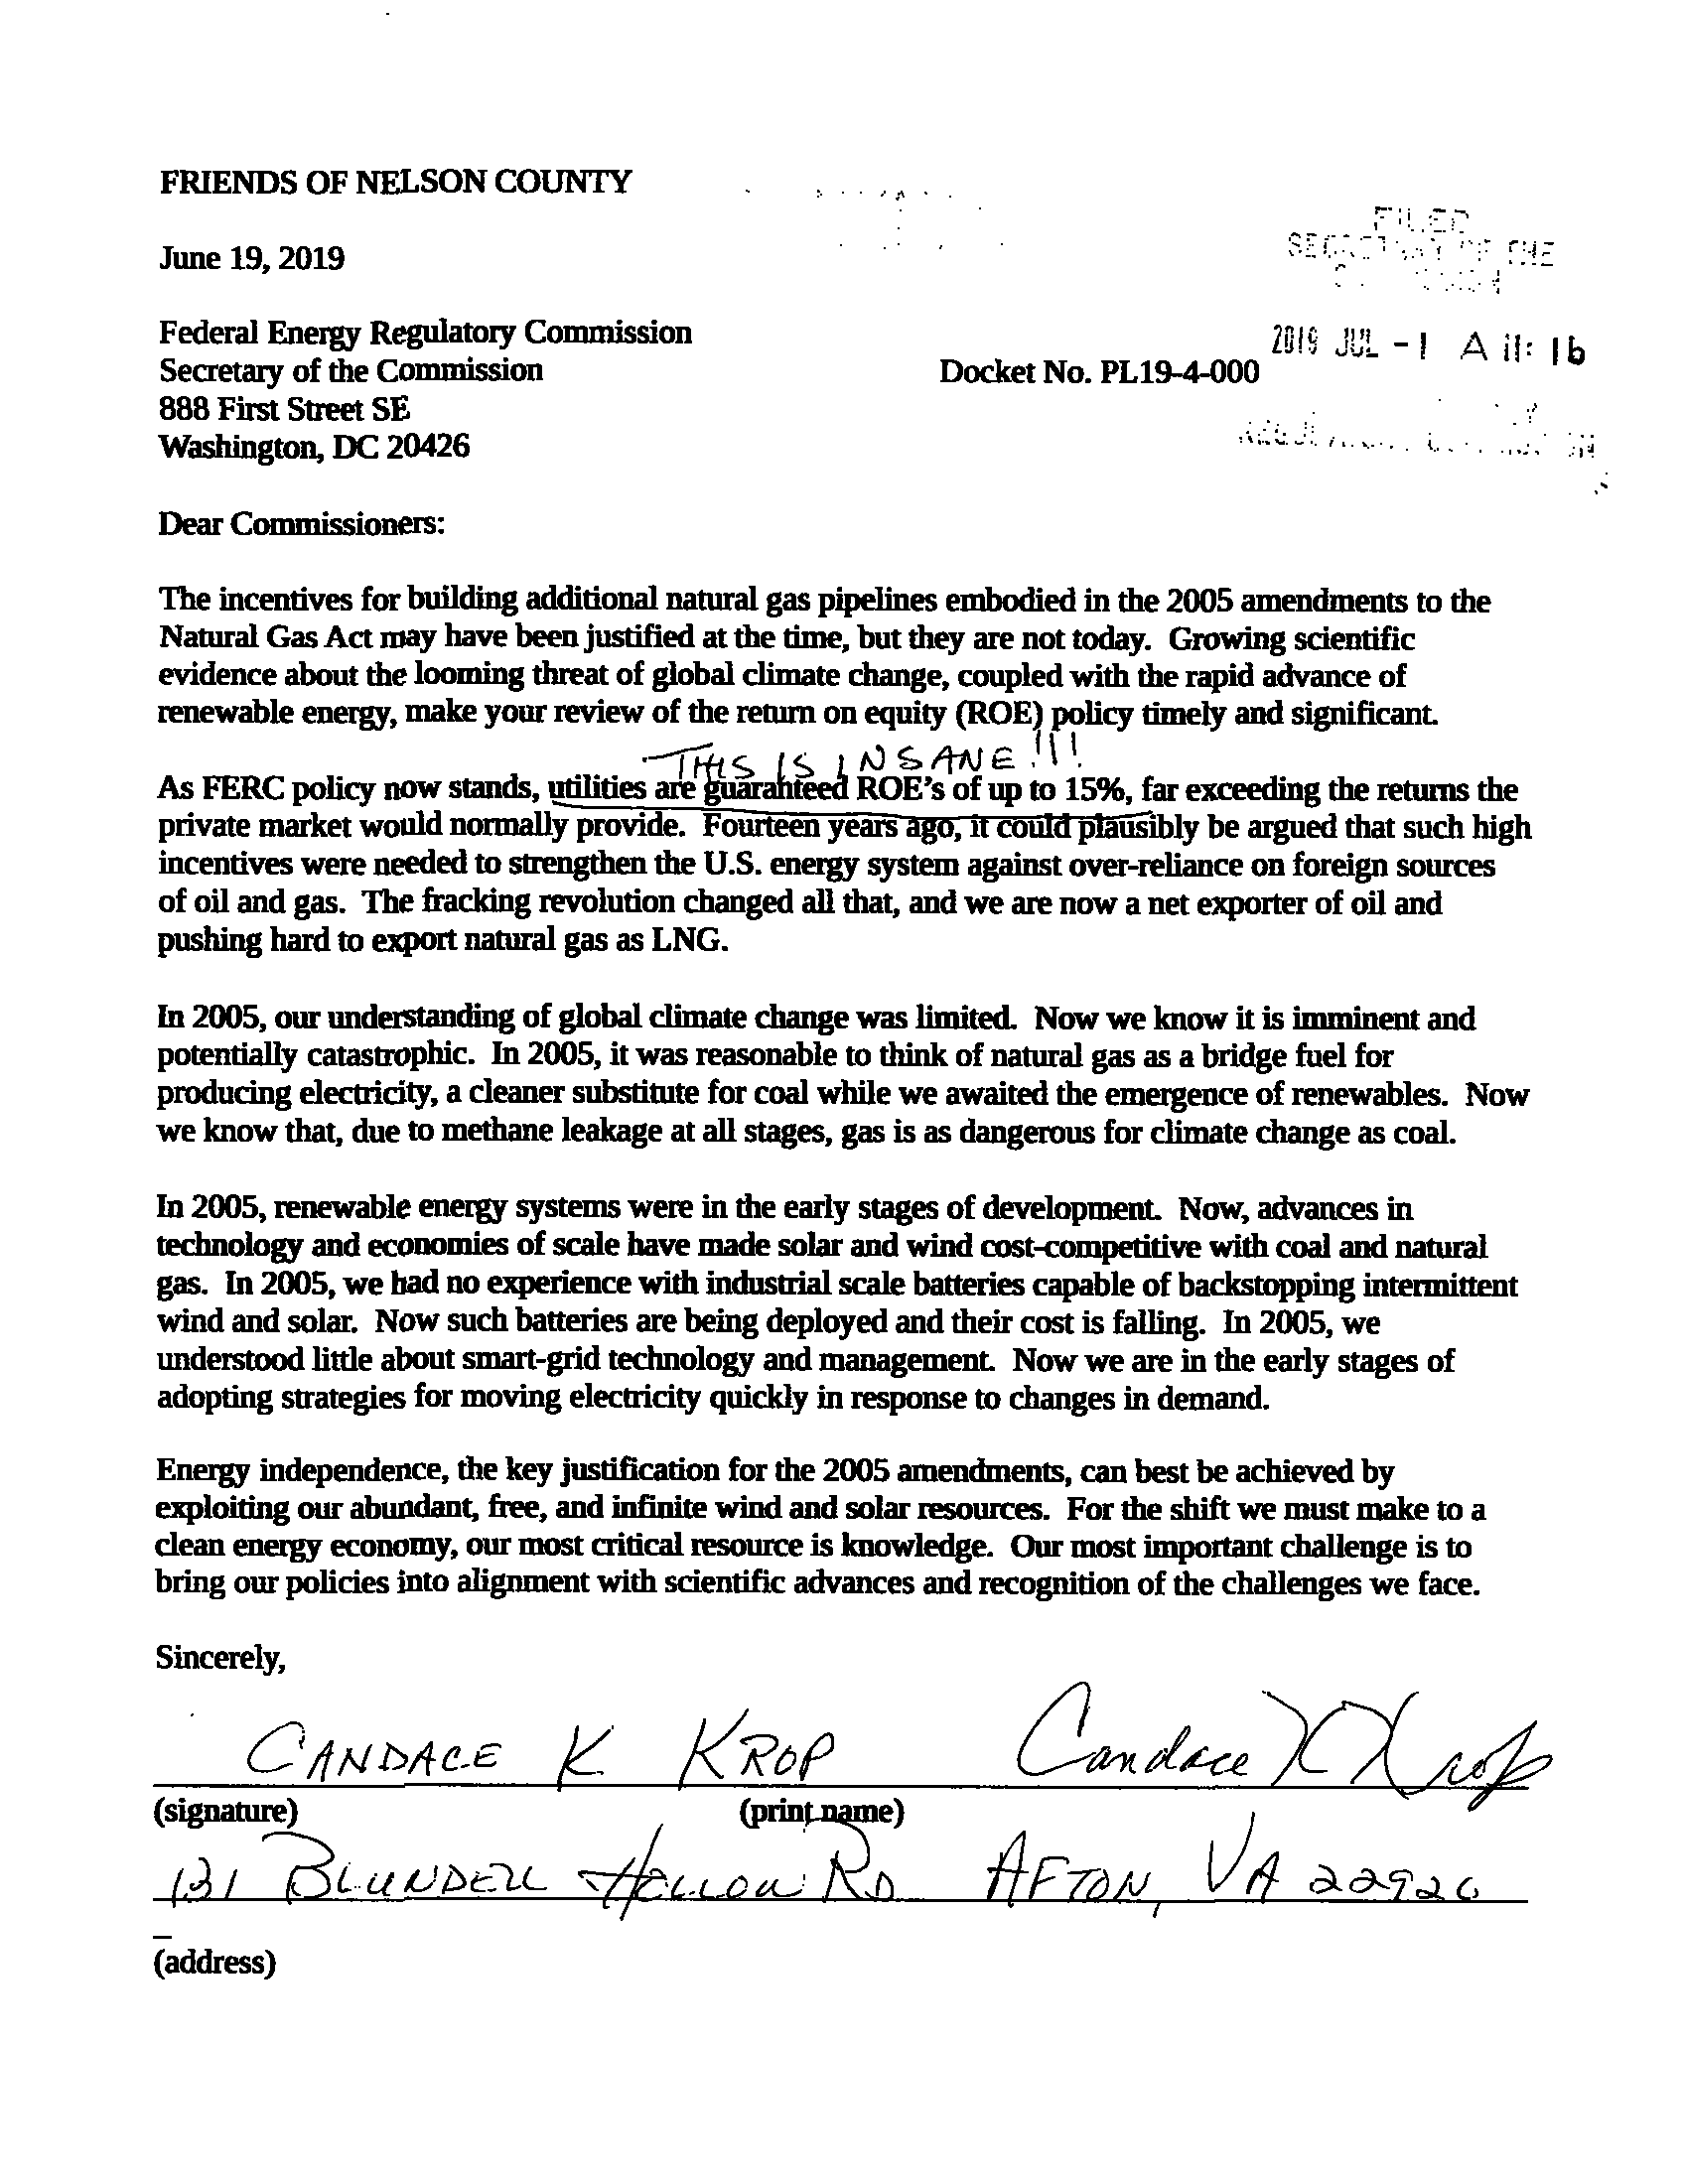 FRIENDS OF NELSON COUNTY
June 19, 2019
FILED
SECRETARY OF THE
Federal Energy Regulatory Commission
2019 JUL -1 A 11: 16
Secretary of the Commission
Docket No. PL19-4-000
888 First Street SE
Washington, DC 20426
Dear Commissioners:
The incentives for building additional natural gas pipelines embodied in the 2005 amendments to the
Natural Gas Act may have been justified at the time, but they are not today. Growing scientific
evidence about the looming threat of global climate change, coupled with the rapid advance of
renewable energy, make your review of the return on equity (ROE) policy timely and significant.
THIS IS INSANE!!!
As FERC policy now stands, utilities are guaranteed ROE's of up to 15%, far exceeding the returns the
private market would normally provide. Fourteen years ago, it could plausibly be argued that such high
incentives were needed to strengthen the U.S. energy system against over-reliance on foreign sources
of oil and gas. The fracking revolution changed all that, and we are now a net exporter of oil and
pushing hard to export natural gas as LNG.
In 2005, our understanding of global climate change was limited. Now we know it is imminent and
potentially catastrophic. In 2005, it was reasonable to think of natural gas as a bridge fuel for
producing electricity, a cleaner substitute for coal while we awaited the emergence of renewables. Now
we know that, due to methane leakage at all stages, gas is as dangerous for climate change as coal.
In 2005, renewable energy systems were in the early stages of development. Now, advances in
technology and economies of scale have made solar and wind cost-competitive with coal and natural
gas. In 2005, we had no experience with industrial scale batteries capable of backstopping intermittent
wind and solar. Now such batteries are being deployed and their cost is falling. In 2005, we
understood little about smart-grid technology and management. Now we are in the early stages of
adopting strategies for moving electricity quickly in response to changes in demand.
Energy independence, the key justification for the 2005 amendments, can best be achieved by
exploiting our abundant, free, and infinite wind and solar resources. For the shift we must make to a
clean energy economy, our most critical resource is knowledge. Our most important challenge is to
bring our policies into alignment with scientific advances and recognition of the challenges we face.
Sincerely,
CANDACE K KROP Candace K Krop
(signature) (print name)
131 BLUNDELL HOLLOW RD AFTON, VA 22920
(address)